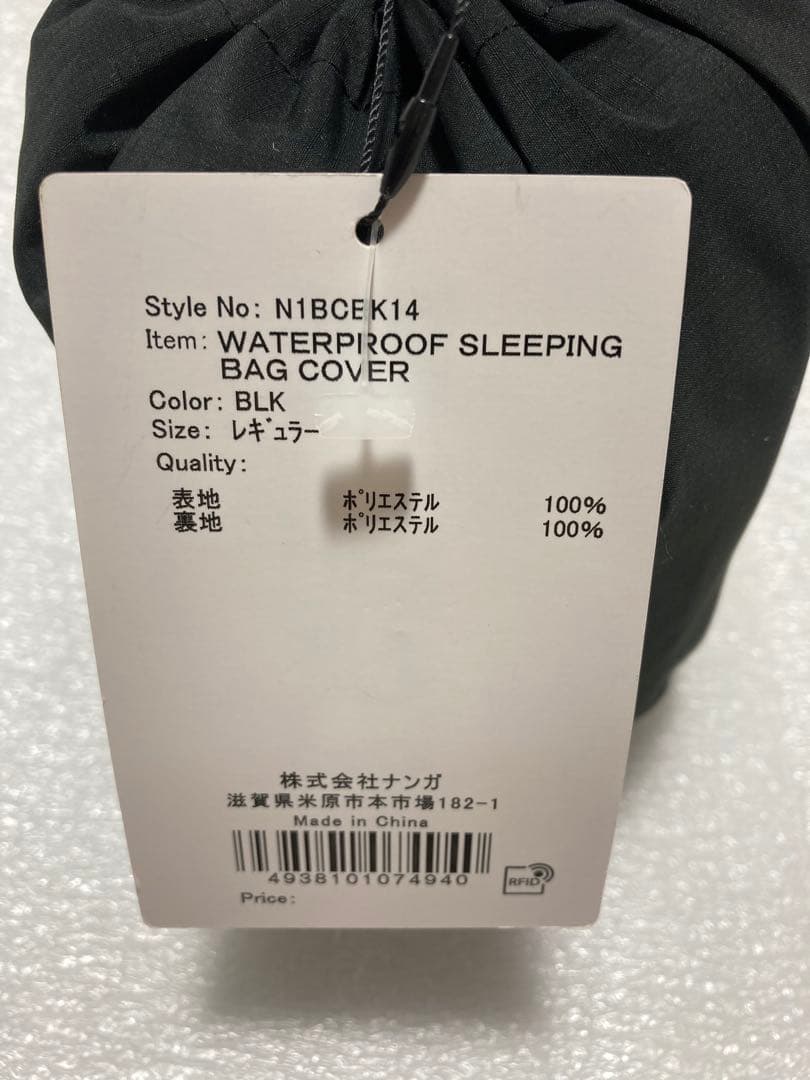 Style No: N1BCBK14
Item: WATERPROOF SLEEPING
BAG COVER
Color: BLK
Size: ﾚｷﾞｭﾗｰ
Quality:
表地 ﾎﾟﾘｴｽﾃﾙ 100%
裏地 ﾎﾟﾘｴｽﾃﾙ 100%
株式会社ナンガ
滋賀県米原市本市場182-1
Made in China
4938101074940
RFID
Price: